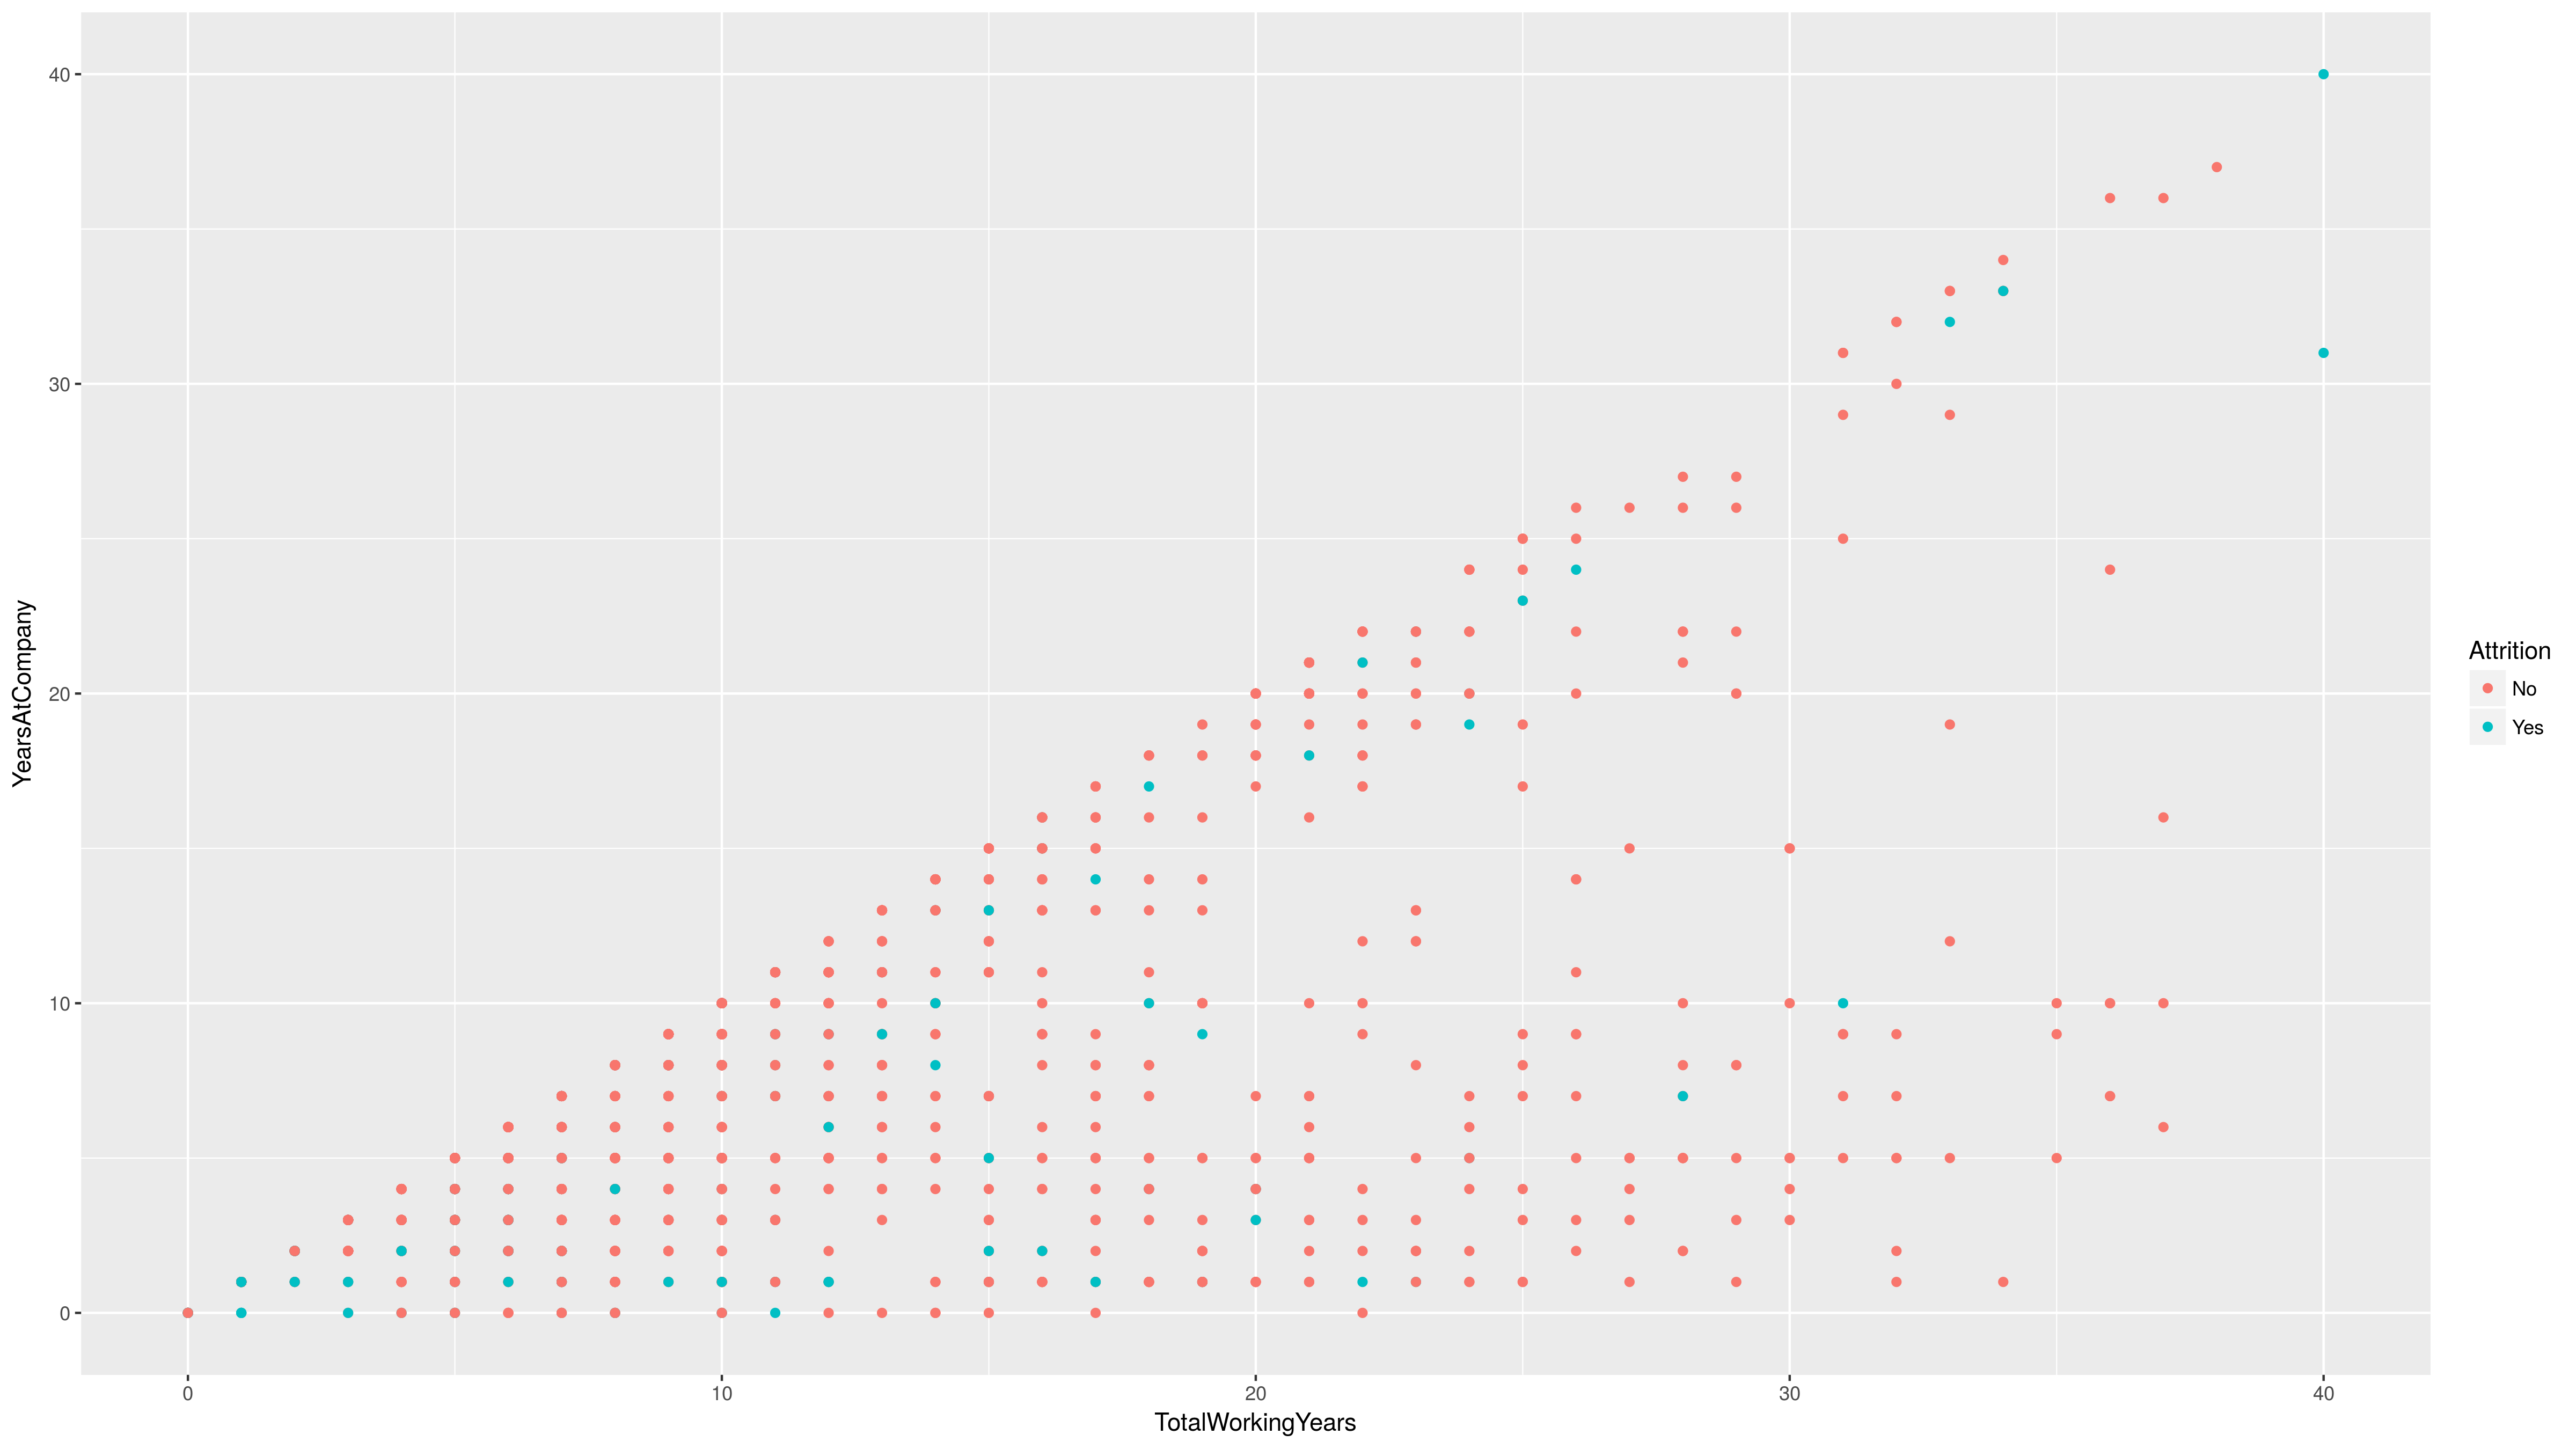 40
30
20
10
0
YearsAtCompany
0 10 20 30 40
TotalWorkingYears
Attrition
No
Yes